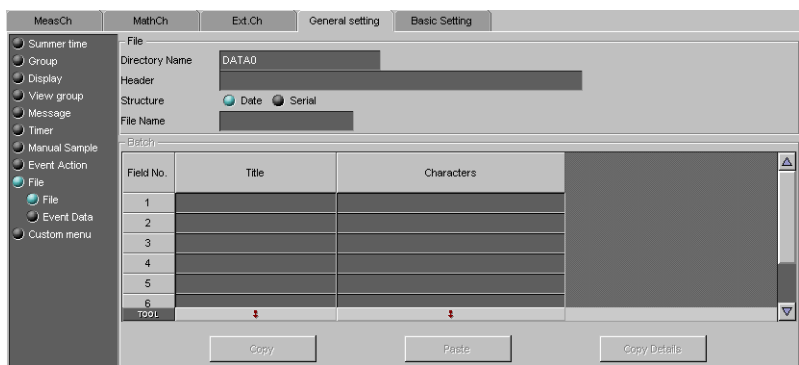 MeasCh MathCh Ext.Ch General setting Basic Setting
Summer time
Group
Display
View group
Message
Timer
Manual Sample
Event Action
File
File
Event Data
Custom menu
File
Directory Name DATA0
Header
Structure Date Serial
File Name
Batch
Field No. Title Characters
1
2
3
4
5
6
TOOL
Copy Paste Copy Details